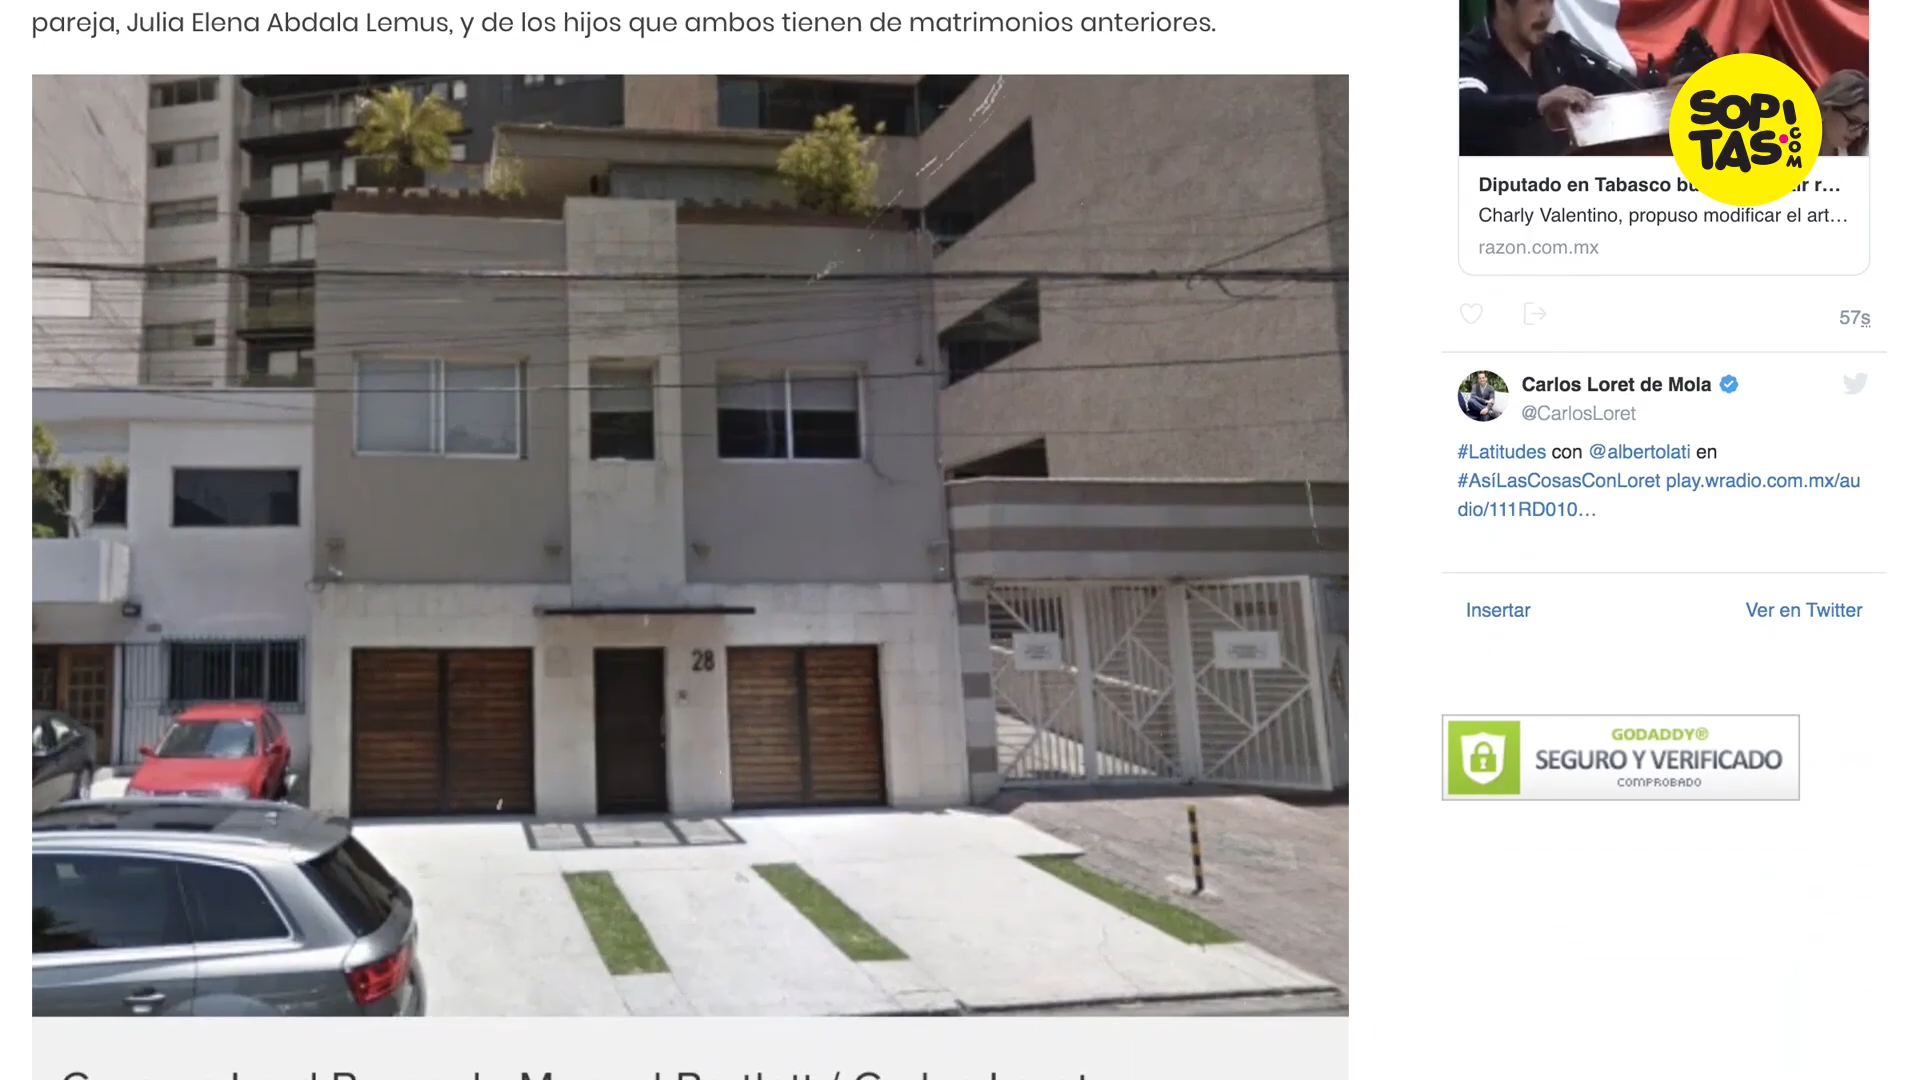 pareja, Julia Elena Abdala Lemus, y de los hijos que ambos tienen de matrimonios anteriores.
28
SOPITAS.COM
Diputado en Tabasco
r r…
Charly Valentino, propuso modificar el art…
razon.com.mx
57s
Carlos Loret de Mola
@CarlosLoret
#Latitudes con @albertolati en
#AsíLasCosasConLoret play.wradio.com.mx/au
dio/111RD010…
Insertar
Ver en Twitter
GODADDY®
SEGURO Y VERIFICADO
COMPROBADO